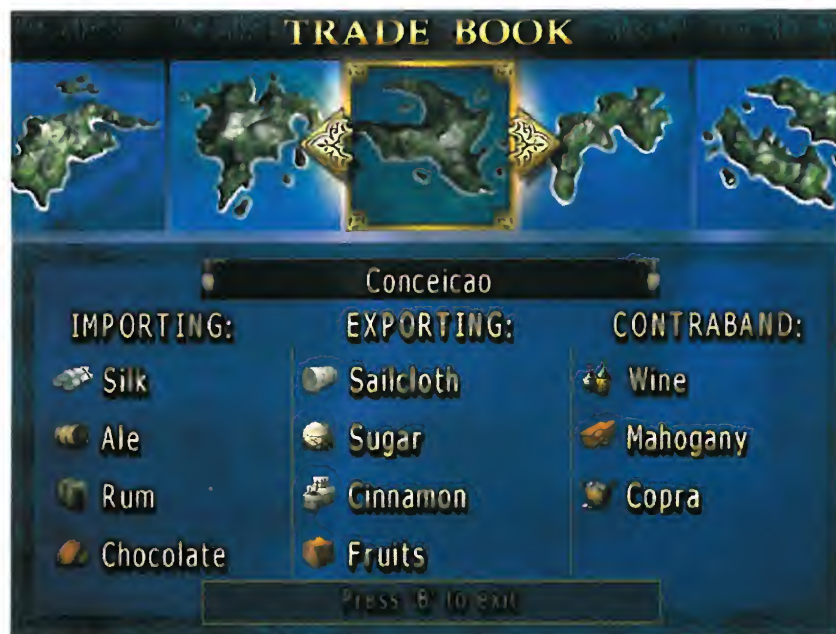 TRADE BOOK
Conceicao
IMPORTING:
Silk
Ale
Rum
Chocolate
EXPORTING:
Sailcloth
Sugar
Cinnamon
Fruits
CONTRABAND:
Wine
Mahogany
Copra
Press 'B' to exit